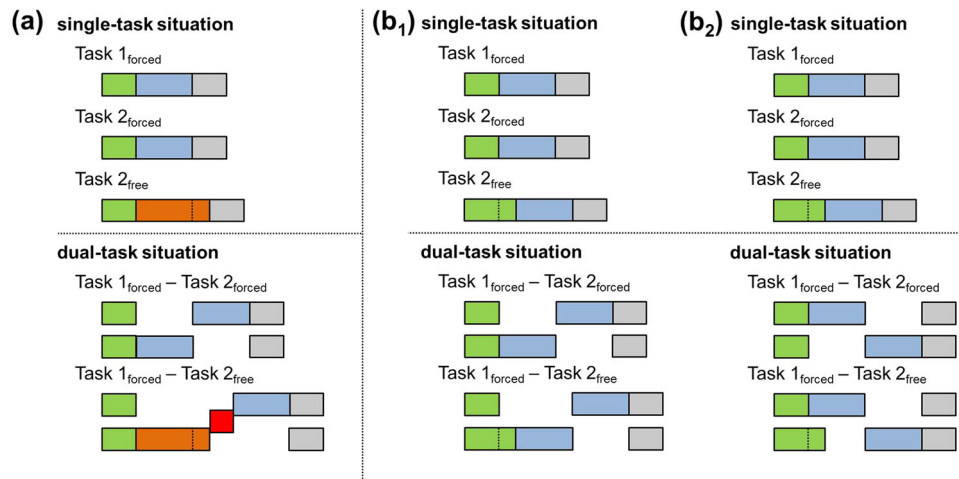 (a) single-task situation
Task 1forced
Task 2forced
Task 2free
dual-task situation
Task 1forced – Task 2forced
Task 1forced – Task 2free
(b1) single-task situation
Task 1forced
Task 2forced
Task 2free
dual-task situation
Task 1forced – Task 2forced
Task 1forced – Task 2free
(b2) single-task situation
Task 1forced
Task 2forced
Task 2free
dual-task situation
Task 1forced – Task 2forced
Task 1forced – Task 2free